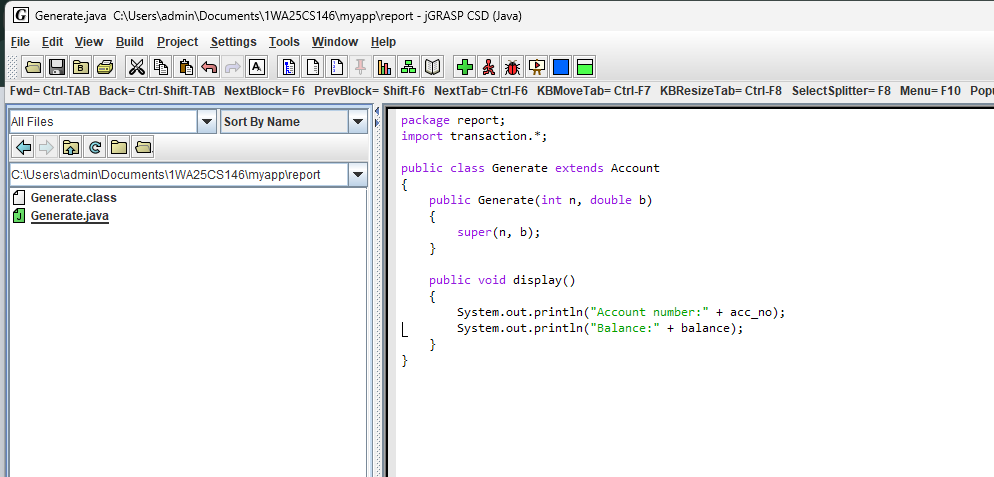 Generate.java C:\Users\admin\Documents\1WA25CS146\myapp\report - jGRASP CSD (Java)
File Edit View Build Project Settings Tools Window Help
Fwd= Ctrl-TAB Back= Ctrl-Shift-TAB NextBlock= F6 PrevBlock= Shift-F6 NextTab= Ctrl-F6 KBMoveTab= Ctrl-F7 KBResizeTab= Ctrl-F8 SelectSplitter= F8 Menu= F10 Popu
All Files Sort By Name
C:\Users\admin\Documents\1WA25CS146\myapp\report
Generate.class
Generate.java
package report;
import transaction.*;
public class Generate extends Account
{
public Generate(int n, double b)
{
super(n, b);
}
public void display()
{
System.out.println("Account number:" + acc_no);
System.out.println("Balance:" + balance);
}
}